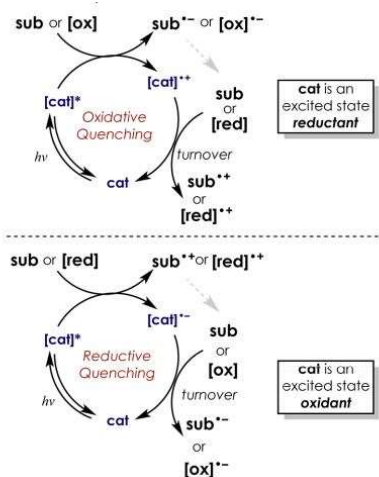 sub or [ox]
sub•– or [ox]•–
[cat]•+
[cat]*
Oxidative
Quenching
sub
or
[red]
cat is an
excited state
reductant
hν
turnover
cat
sub•+
or
[red]•+
sub or [red]
sub•+ or [red]•+
[cat]•–
[cat]*
Reductive
Quenching
sub
or
[ox]
cat is an
excited state
oxidant
hν
turnover
cat
sub•–
or
[ox]•–